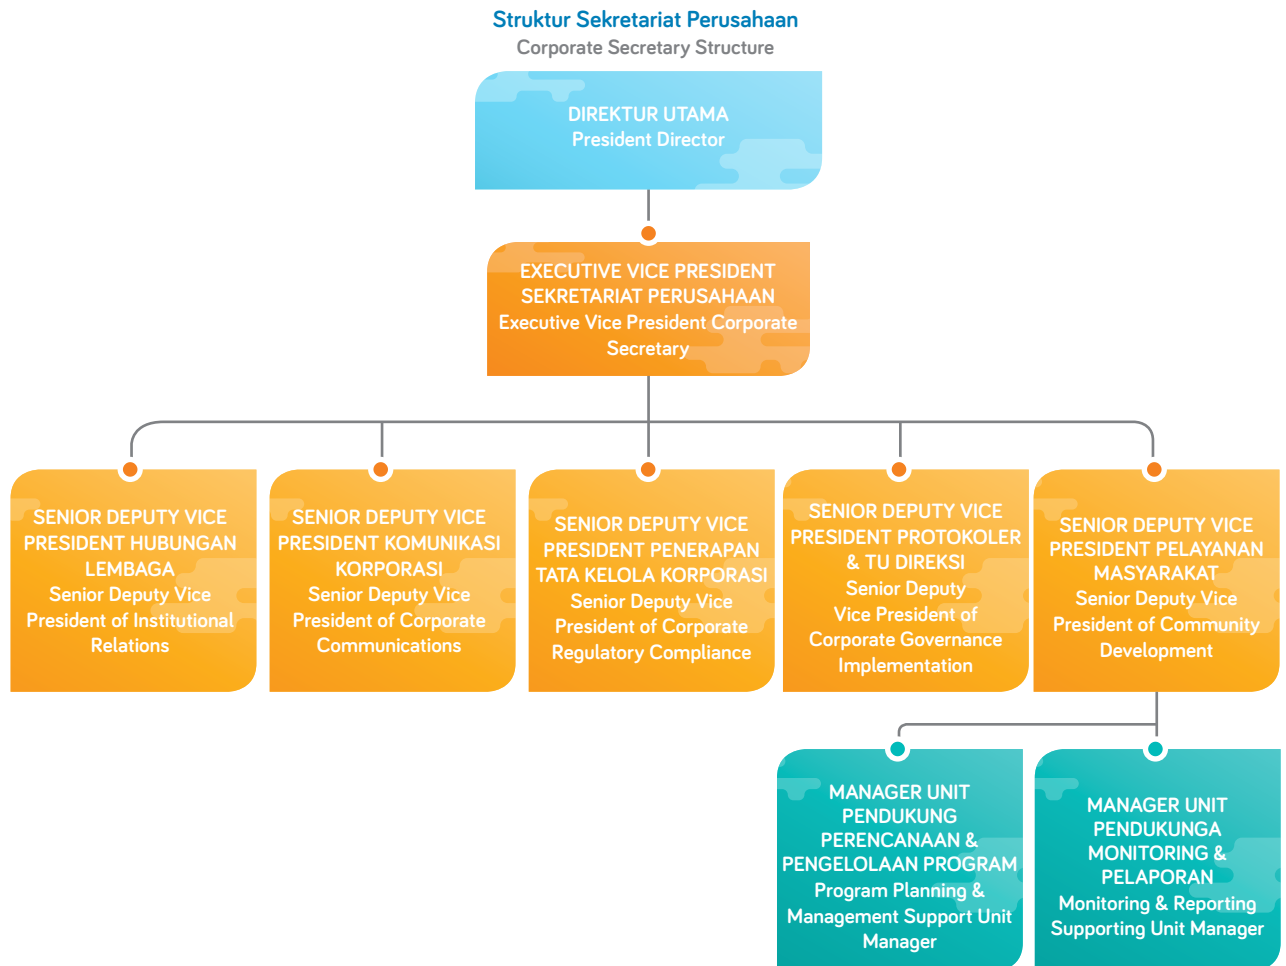 Struktur Sekretariat Perusahaan
Corporate Secretary Structure
DIREKTUR UTAMA
President Director
EXECUTIVE VICE PRESIDENT
SEKRETARIAT PERUSAHAAN
Executive Vice President Corporate
Secretary
SENIOR DEPUTY VICE
PRESIDENT HUBUNGAN
LEMBAGA
Senior Deputy Vice
President of Institutional
Relations
SENIOR DEPUTY VICE
PRESIDENT KOMUNIKASI
KORPORASI
Senior Deputy Vice
President of Corporate
Communications
SENIOR DEPUTY VICE
PRESIDENT PENERAPAN
TATA KELOLA KORPORASI
Senior Deputy Vice
President of Corporate
Regulatory Compliance
SENIOR DEPUTY VICE
PRESIDENT PROTOKOLER
& TU DIREKSI
Senior Deputy
Vice President of
Corporate Governance
Implementation
SENIOR DEPUTY VICE
PRESIDENT PELAYANAN
MASYARAKAT
Senior Deputy Vice
President of Community
Development
MANAGER UNIT
PENDUKUNG
PERENCANAAN &
PENGELOLAAN PROGRAM
Program Planning &
Management Support Unit
Manager
MANAGER UNIT
PENDUKUNGA
MONITORING &
PELAPORAN
Monitoring & Reporting
Supporting Unit Manager